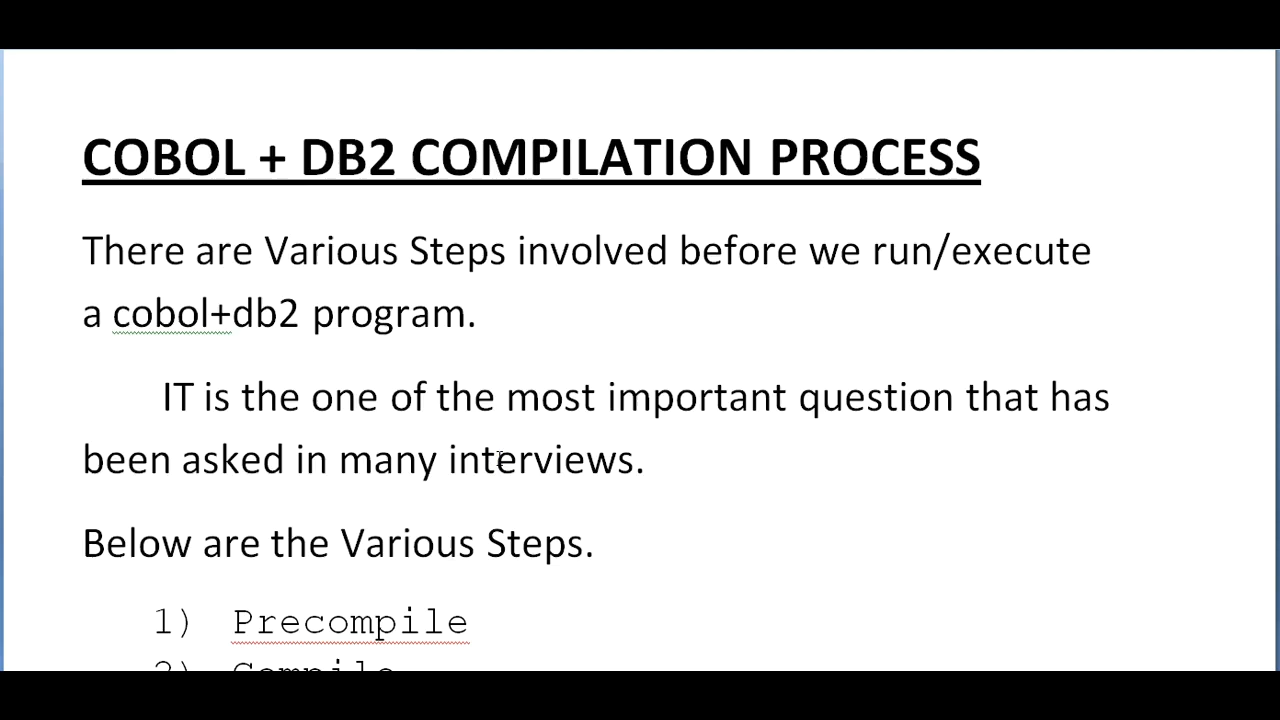 COBOL + DB2 COMPILATION PROCESS
There are Various Steps involved before we run/execute
a cobol+db2 program.
IT is the one of the most important question that has
been asked in many interviews.
Below are the Various Steps.
1) Precompile
2) Compile